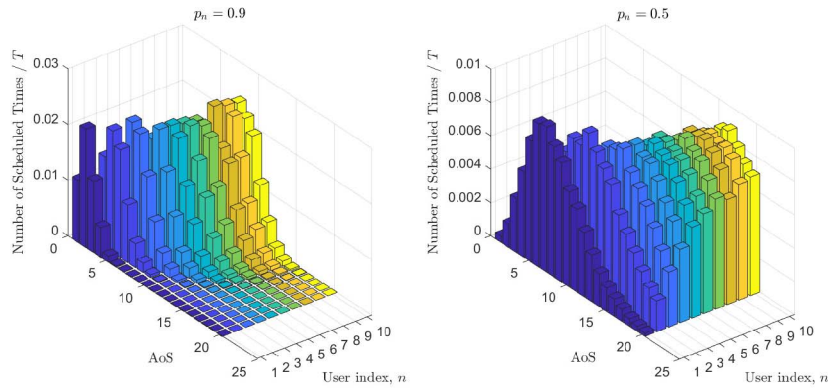 p_n = 0.9
Number of Scheduled Times / T
0.03
0.02
0.01
0
0
5
10
15
20
25
AoS
1 2 3 4 5 6 7 8 9 10
User index, n
p_n = 0.5
Number of Scheduled Times / T
0.01
0.008
0.006
0.004
0.002
0
0
5
10
15
20
25
AoS
1 2 3 4 5 6 7 8 9 10
User index, n